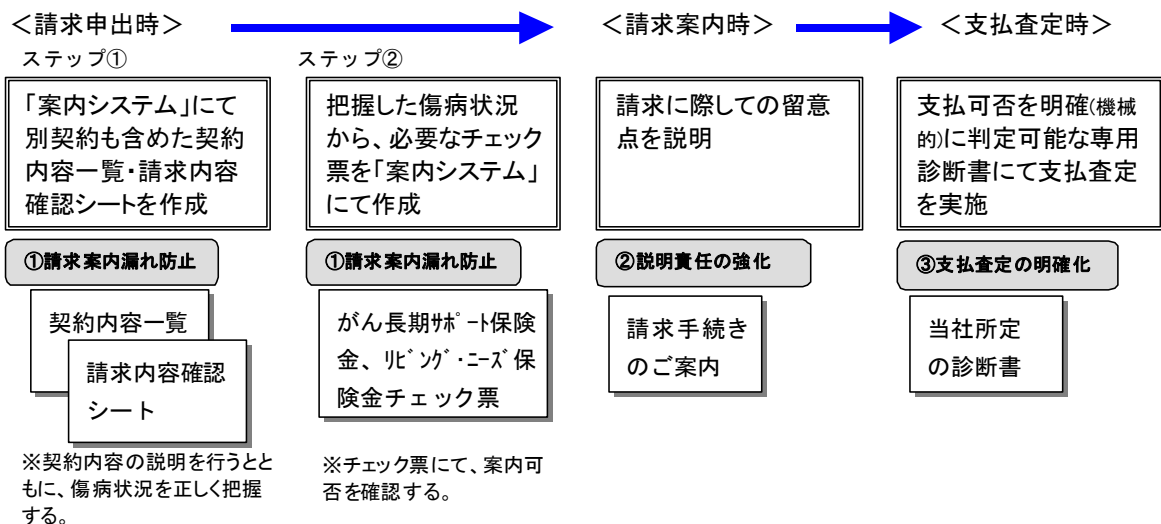 ＜請求申出時＞
＜請求案内時＞
＜支払査定時＞
ステップ①
ステップ②
「案内システム」にて
別契約も含めた契約
内容一覧・請求内容
確認シートを作成
把握した傷病状況
から、必要なチェック
票を「案内システム」
にて作成
請求に際しての留意
点を説明
支払可否を明確(機械
的)に判定可能な専用
診断書にて支払査定
を実施
①請求案内漏れ防止
①請求案内漏れ防止
②説明責任の強化
③支払査定の明確化
契約内容一覧
請求内容確認
シート
がん長期ｻﾎﾟｰﾄ保険
金、ﾘﾋﾞﾝｸﾞ・ﾆｰｽﾞ保
険金チェック票
請求手続き
のご案内
当社所定
の診断書
※契約内容の説明を行うとと
もに、傷病状況を正しく把握
する。
※チェック票にて、案内可
否を確認する。